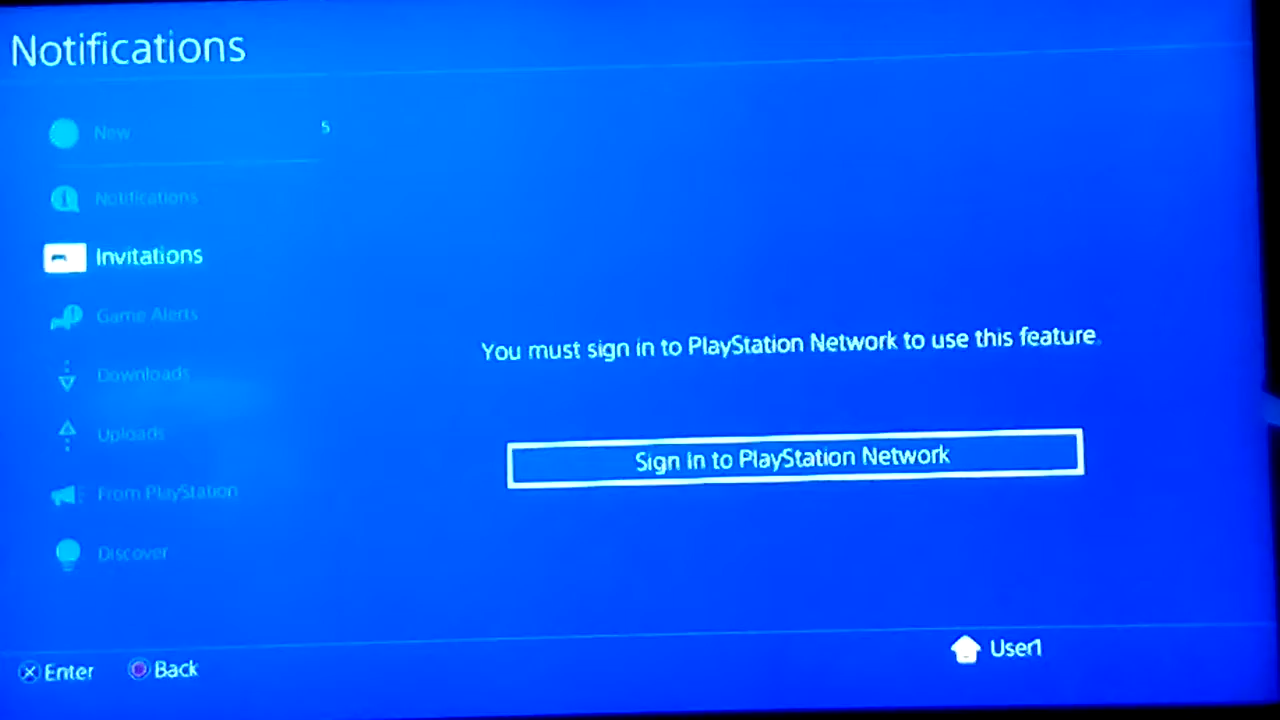 Notifications
New 5
Notifications
Invitations
Game Alerts
Downloads
Uploads
From PlayStation
Discover
You must sign in to PlayStation Network to use this feature.
Sign In to PlayStation Network
Enter Back
User1